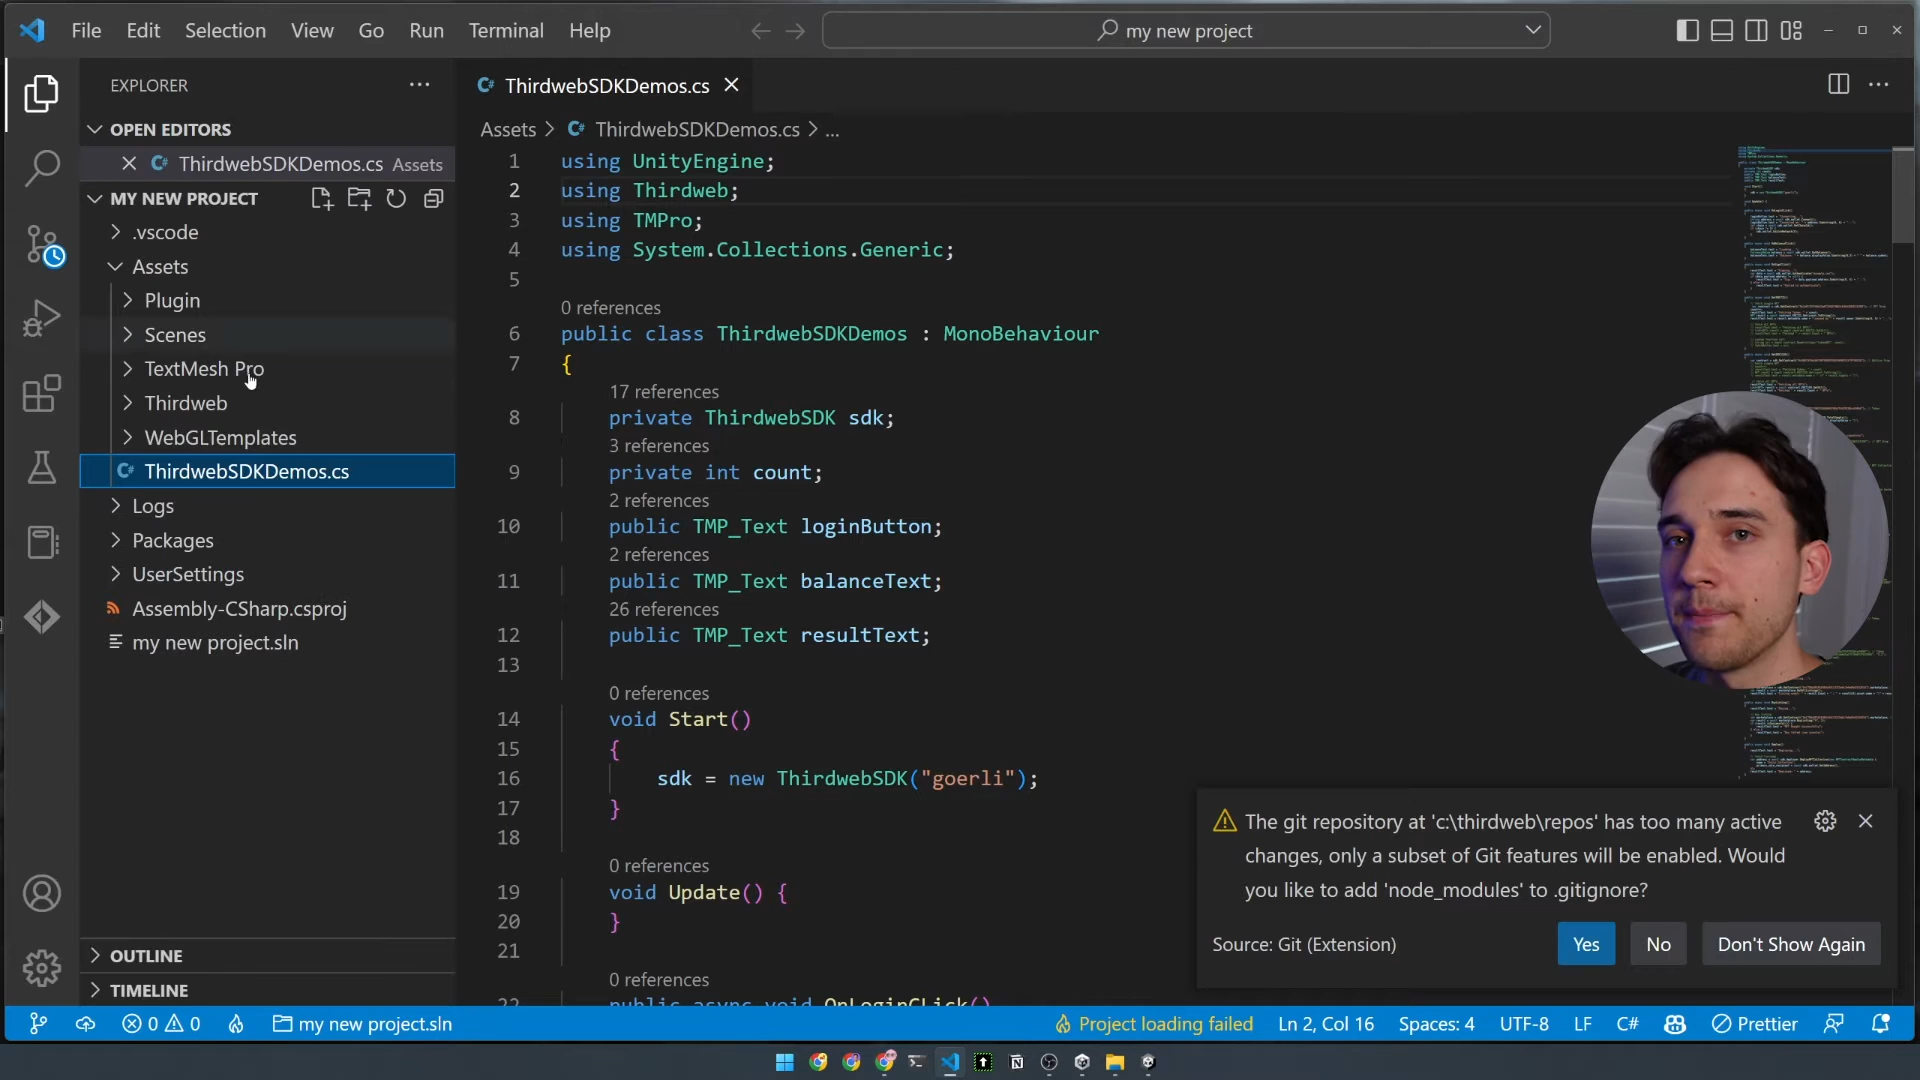 File Edit Selection View Go Run Terminal Help
my new project
EXPLORER
OPEN EDITORS
ThirdwebSDKDemos.cs Assets
MY NEW PROJECT
.vscode
Assets
Plugin
Scenes
TextMesh Pro
Thirdweb
WebGLTemplates
ThirdwebSDKDemos.cs
Logs
Packages
UserSettings
Assembly-CSharp.csproj
my new project.sln
OUTLINE
TIMELINE
ThirdwebSDKDemos.cs
Assets > ThirdwebSDKDemos.cs > ...
1 using UnityEngine;
2 using Thirdweb;
3 using TMPro;
4 using System.Collections.Generic;
5
0 references
6 public class ThirdwebSDKDemos : MonoBehaviour
7 {
17 references
8 private ThirdwebSDK sdk;
3 references
9 private int count;
2 references
10 public TMP_Text loginButton;
2 references
11 public TMP_Text balanceText;
26 references
12 public TMP_Text resultText;
13
0 references
14 void Start()
15 {
16 sdk = new ThirdwebSDK("goerli");
17 }
18
0 references
19 void Update() {
20 }
21
0 references
22 public async void OnLoginCLick()
The git repository at 'c:\thirdweb\repos' has too many active
changes, only a subset of Git features will be enabled. Would
you like to add 'node_modules' to .gitignore?
Source: Git (Extension)
Yes No Don't Show Again
0 0 my new project.sln
Project loading failed Ln 2, Col 16 Spaces: 4 UTF-8 LF C# Prettier